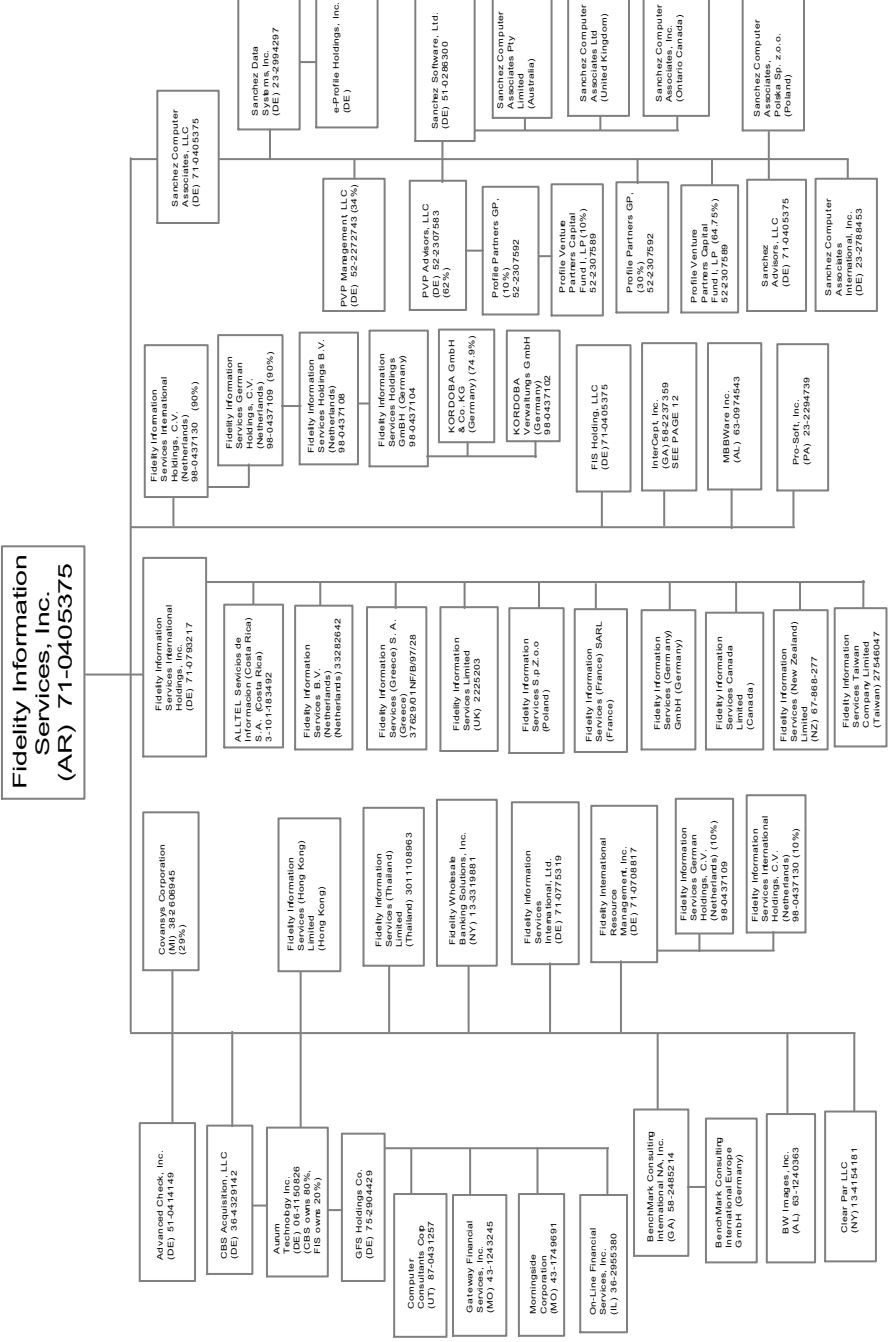 Fidelity Information
Services, Inc.
(AR) 71-0405375
Advanced Check, Inc.
(DE) 51-0414149
CBS Acquisition, LLC
(DE) 36-4329142
Aurum
Technology Inc.
(DE) 06-1150826
(CBS owns 80%,
FIS owns 20%)
GFS Holdings Co.
(DE) 75-2904429
Computer
Consultants Corp
(UT) 87-0431257
Gateway Financial
Services, Inc.
(MO) 43-1243245
Morningside
Corporation
(MO) 43-1749691
On-Line Financial
Services, Inc.
(IL) 36-2955380
BenchMark Consulting
International NA, Inc.
(GA) 58-2485214
BenchMark Consulting
International Europe
GmbH (Germany)
BW Images, Inc.
(AL) 63-1240363
Clear Par LLC
(NY) 13-4154181
Covansys Corporation
(MI) 38-2606945
(29%)
Fidelity Information
Services (Hong Kong)
Limited
(Hong Kong)
Fidelity Information
Services (Thailand)
Limited
(Thailand) 3011108963
Fidelity Wholesale
Banking Solutions, Inc.
(NY) 13-3319881
Fidelity Information
Services
International, Ltd.
(DE) 71-0775319
Fidelity International
Resource
Management, Inc.
(DE) 71-0708817
Fidelity Information
Services German
Holdings, C.V.
(Netherlands) (10%)
98-0437109
Fidelity Information
Services International
Holdings, C.V.
(Netherlands)
98-0437130 (10%)
Fidelity Information
Services International
Holdings, Inc.
(DE) 71-0793217
ALLTEL Servicios de
Informacion (Costa Rica)
S.A. (Costa Rica)
3-101-183492
Fidelity Information
Services B.V.
(Netherlands)
(Netherlands) 33282642
Fidelity Information
Services (Greece) S. A.
(Greece)
37629/01NF/B/97/28
Fidelity Information
Services Limited
(UK) 2225203
Fidelity Information
Services S.p.Z.o.o
(Poland)
Fidelity Information
Services (France) SARL
(France)
Fidelity Information
Services (Germany)
GmbH (Germany)
Fidelity Information
Services Canada
Limited
(Canada)
Fidelity Information
Services (New Zealand)
Limited
(NZ) 67-868-277
Fidelity Information
Services Taiwan
Company Limited
(Taiwan) 27546047
Fidelity Information
Services International
Holdings, C.V.
(Netherlands)
98-0437130 (90%)
Fidelity Information
Services German
Holdings, C.V.
(Netherlands)
98-0437109 (90%)
Fidelity Information
Services Holdings B.V.
(Netherlands)
98-0437108
Fidelity Information
Services Holdings
GmbH (Germany)
98-0437104
KORDOBA GmbH
& Co. KG
(Germany) (74.9%)
KORDOBA
Verwaltungs GmbH
(Germany)
98-0437102
FIS Holding, LLC
(DE)71-0405375
InterCept, Inc.
(GA) 58-2237359
SEE PAGE 12
MBBWare Inc.
(AL) 63-0974543
Pro-Soft, Inc.
(PA) 23-2294739
Sanchez Computer
Associates, LLC
(DE) 71-0405375
PVP Management, LLC
(DE) 52-2272743 (34%)
PVP Advisors, LLC
(DE) 52-2307583
(62%)
Profile Partners GP,
(10%)
52-2307592
Profile Venture
Partners Capital
Fund I, LP (10%)
52-2307589
Profile Partners GP,
(30%)
52-2307592
Profile Venture
Partners Capital
Fund I, LP (64.75%)
52-2307589
Sanchez
Advisors, LLC
(DE) 71-0405375
Sanchez Computer
Associates
International, Inc.
(DE) 23-2788453
Sanchez Data
Systems, Inc.
(DE) 23-2994297
e-Profile Holdings, Inc.
(DE)
Sanchez Software, Ltd.
(DE) 51-0286300
Sanchez Computer
Associates Pty
Limited
(Australia)
Sanchez Computer
Associates Ltd
(United Kingdom)
Sanchez Computer
Associates, Inc.
(Ontario Canada)
Sanchez Computer
Associates,
Polska Sp. z.o.o.
(Poland)